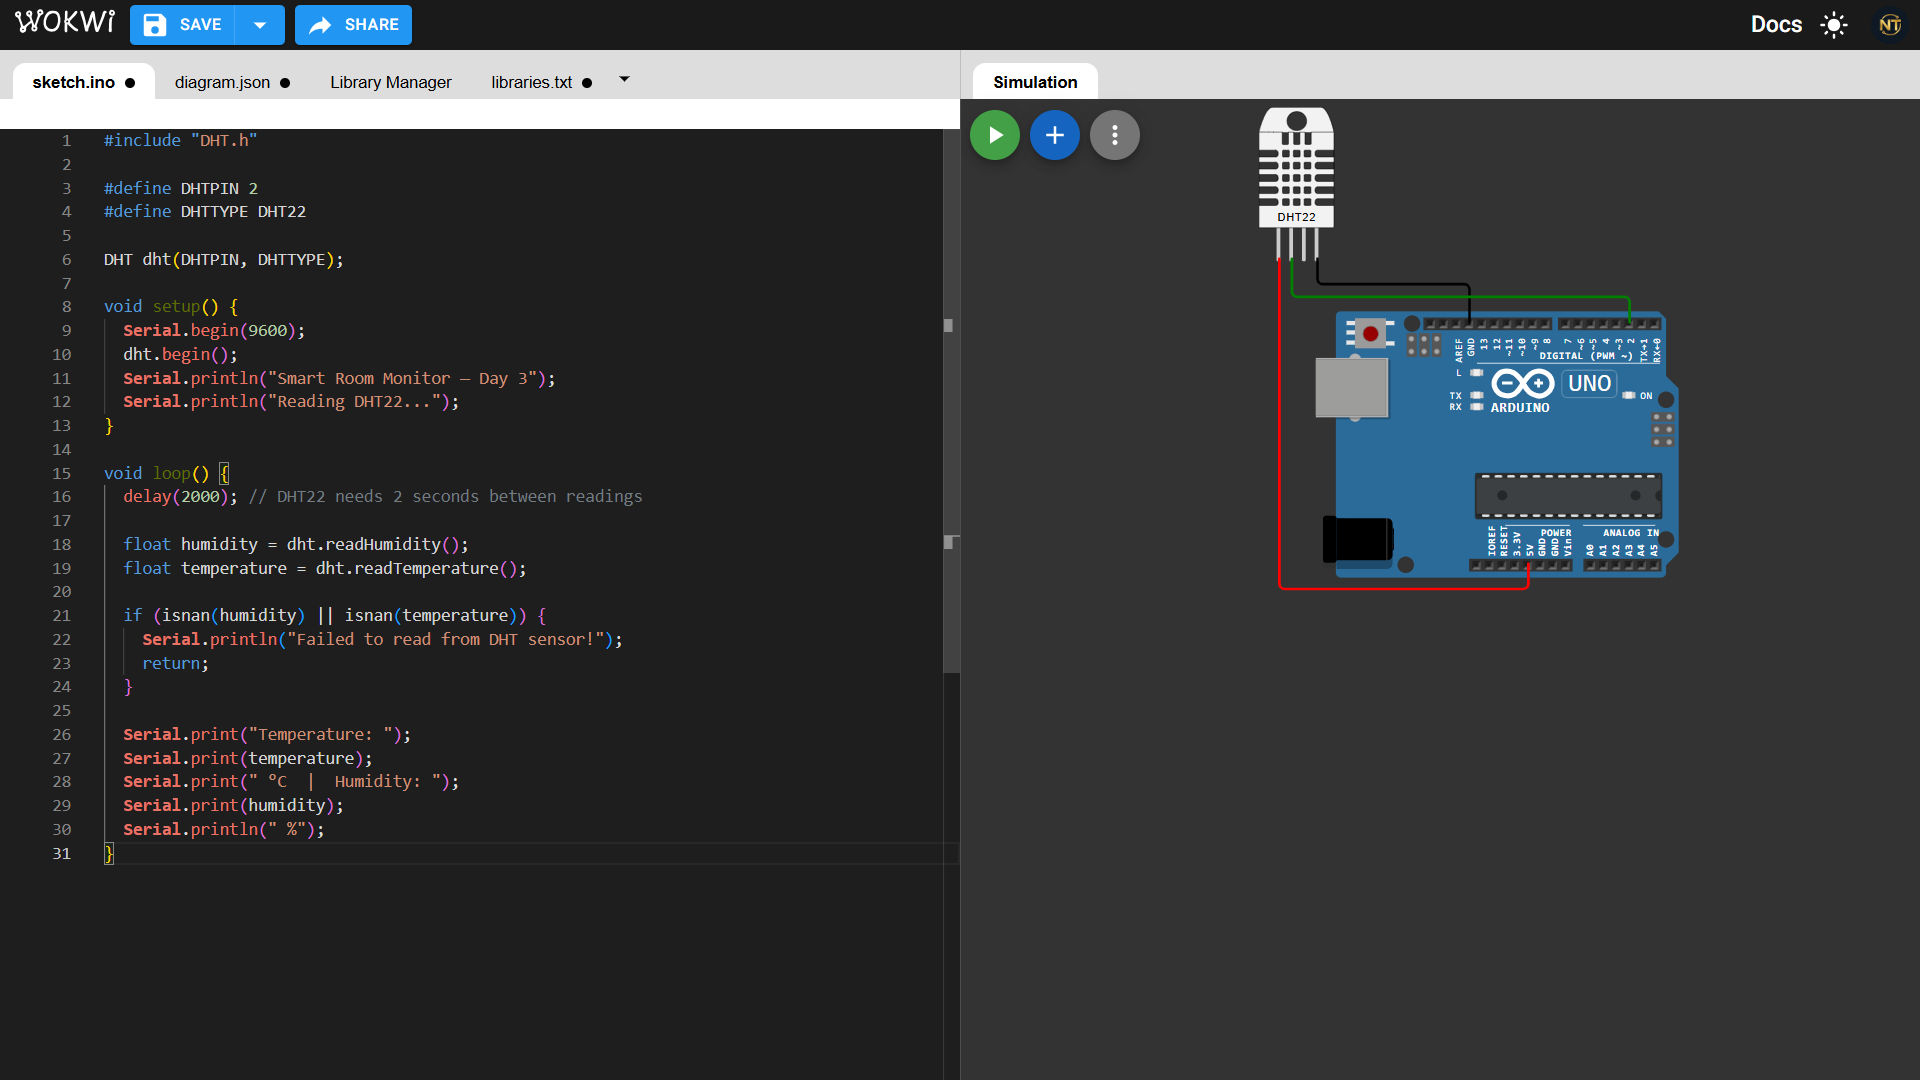 WOKWi
SAVE
SHARE
Docs
NT
sketch.ino ●
diagram.json ●
Library Manager
libraries.txt ●
Simulation
1 #include "DHT.h"
2
3 #define DHTPIN 2
4 #define DHTTYPE DHT22
5
6 DHT dht(DHTPIN, DHTTYPE);
7
8 void setup() {
9 Serial.begin(9600);
10 dht.begin();
11 Serial.println("Smart Room Monitor – Day 3");
12 Serial.println("Reading DHT22...");
13 }
14
15 void loop() {
16 delay(2000); // DHT22 needs 2 seconds between readings
17
18 float humidity = dht.readHumidity();
19 float temperature = dht.readTemperature();
20
21 if (isnan(humidity) || isnan(temperature)) {
22 Serial.println("Failed to read from DHT sensor!");
23 return;
24 }
25
26 Serial.print("Temperature: ");
27 Serial.print(temperature);
28 Serial.print(" °C  |  Humidity: ");
29 Serial.print(humidity);
30 Serial.println(" %");
31 }
DHT22
AREF
GND
13
12
~11
~10
~9
8
7
~6
~5
4
~3
2
TX→1
RX←0
DIGITAL (PWM ~)
L
TX
RX
UNO
ARDUINO
ON
IOREF
RESET
3.3V
5V
GND
GND
Vin
POWER
ANALOG IN
A0
A1
A2
A3
A4
A5